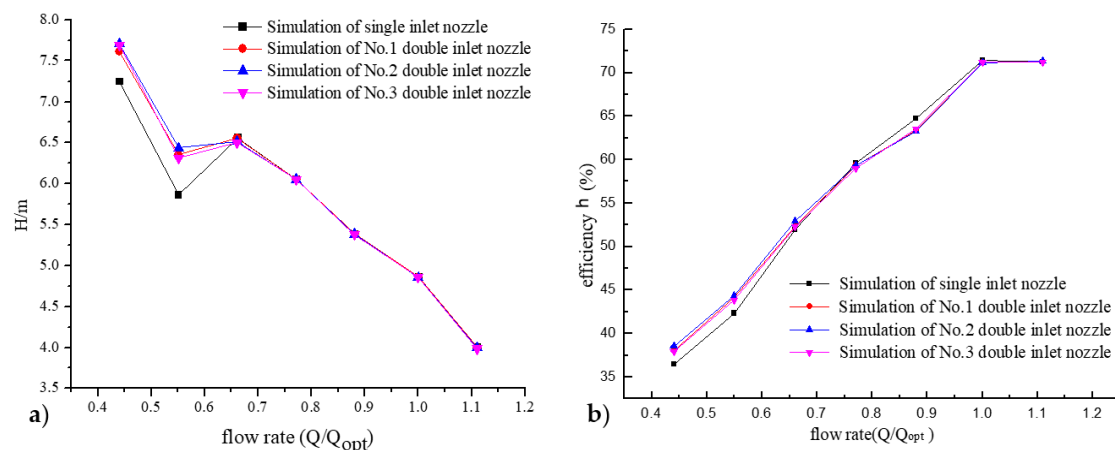 8.0
7.5
7.0
6.5
6.0
5.5
5.0
4.5
4.0
3.5
H/m
Simulation of single inlet nozzle
Simulation of No.1 double inlet nozzle
Simulation of No.2 double inlet nozzle
Simulation of No.3 double inlet nozzle
0.4 0.5 0.6 0.7 0.8 0.9 1.0 1.1 1.2
a)
flow rate (Q/Qopt)
75
70
65
60
55
50
45
40
35
efficiency h (%)
Simulation of single inlet nozzle
Simulation of No.1 double inlet nozzle
Simulation of No.2 double inlet nozzle
Simulation of No.3 double inlet nozzle
0.4 0.5 0.6 0.7 0.8 0.9 1.0 1.1 1.2
b)
flow rate(Q/Qopt )